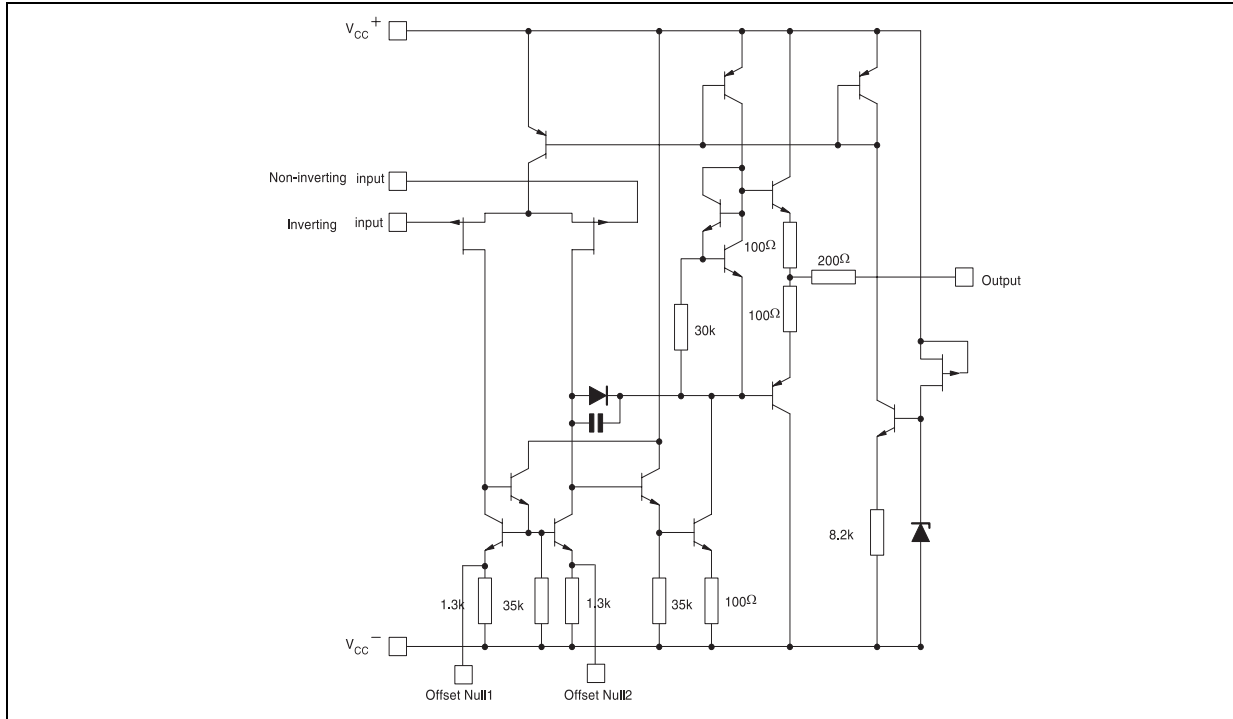 VCC+
Non-inverting input
Inverting input
100Ω
200Ω
Output
100Ω
30k
8.2k
1.3k
35k
1.3k
35k
100Ω
VCC−
Offset Null1
Offset Null2